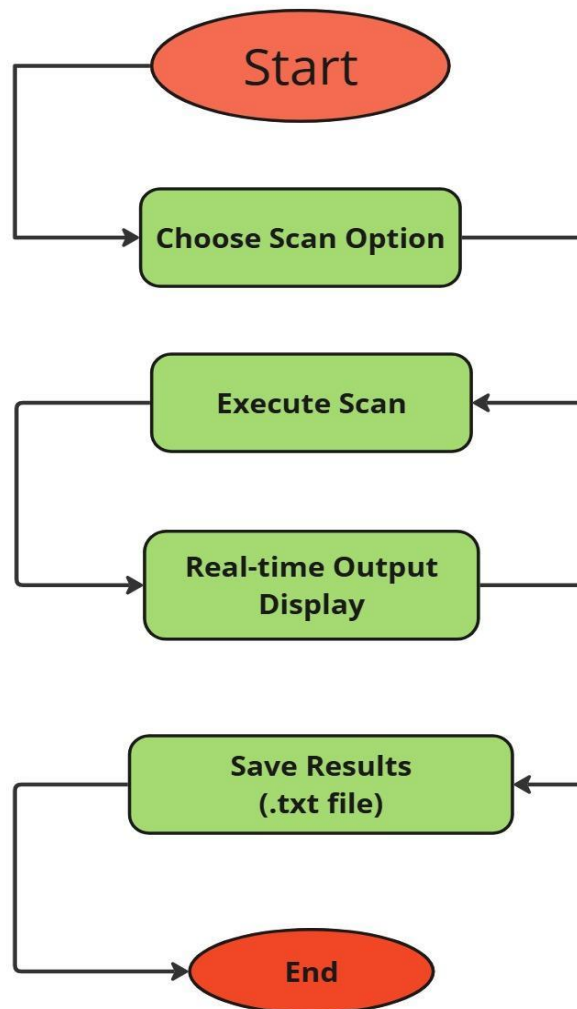 Start
Choose Scan Option
Execute Scan
Real-time Output
Display
Save Results
(.txt file)
End